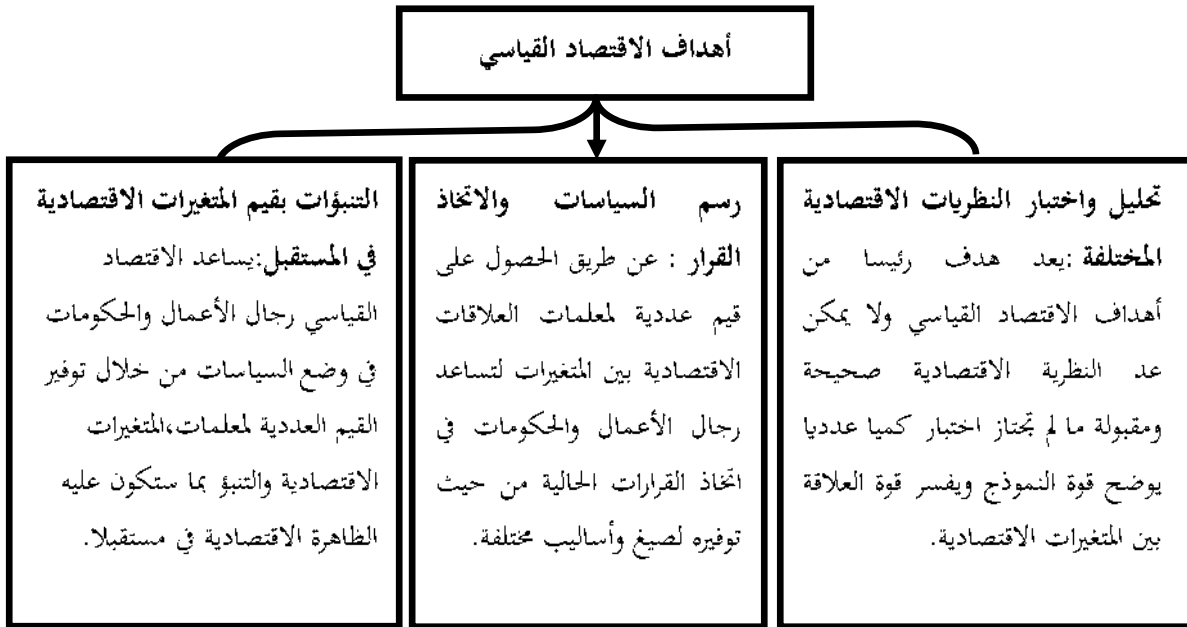 أهداف الاقتصاد القياسي
تحليل واختبار النظريات الاقتصادية
المختلفة :يعد هدف رئيسا من
أهداف الاقتصاد القياسي ولا يمكن
عد النظرية الاقتصادية صحيحة
ومقبولة ما لم تجتاز اختبار كميا عدديا
يوضح قوة النموذج ويفسر قوة العلاقة
بين المتغيرات الاقتصادية.
رسم السياسات والاتخاذ
القرار : عن طريق الحصول على
قيم عددية لمعلمات العلاقات
الاقتصادية بين المتغيرات لتساعد
رجال الأعمال والحكومات في
اتخاذ القرارات الحالية من حيث
توفيره لصيغ وأساليب مختلفة.
التنبؤات بقيم المتغيرات الاقتصادية
في المستقبل:يساعد الاقتصاد
القياسي رجال الأعمال والحكومات
في وضع السياسات من خلال توفير
القيم العددية لمعلمات،المتغيرات
الاقتصادية والتنبؤ بما ستكون عليه
الظاهرة الاقتصادية في مستقبلا.